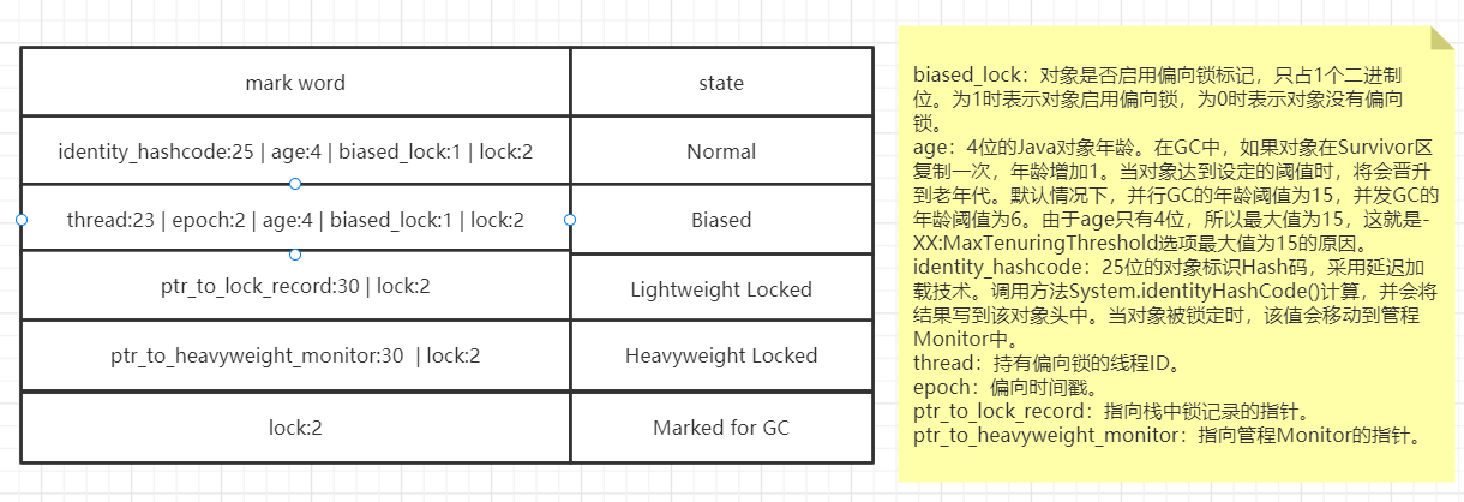 mark word
state
identity_hashcode:25 | age:4 | biased_lock:1 | lock:2
Normal
thread:23 | epoch:2 | age:4 | biased_lock:1 | lock:2
Biased
ptr_to_lock_record:30 | lock:2
Lightweight Locked
ptr_to_heavyweight_monitor:30 | lock:2
Heavyweight Locked
lock:2
Marked for GC
biased_lock：对象是否启用偏向锁标记，只占1个二进制
位。为1时表示对象启用偏向锁，为0时表示对象没有偏向
锁。
age：4位的Java对象年龄。在GC中，如果对象在Survivor区
复制一次，年龄增加1。当对象达到设定的阈值时，将会晋升
到老年代。默认情况下，并行GC的年龄阈值为15，并发GC的
年龄阈值为6。由于age只有4位，所以最大值为15，这就是-
XX:MaxTenuringThreshold选项最大值为15的原因。
identity_hashcode：25位的对象标识Hash码，采用延迟加
载技术。调用方法System.identityHashCode()计算，并会将
结果写到该对象头中。当对象被锁定时，该值会移动到管程
Monitor中。
thread：持有偏向锁的线程ID。
epoch：偏向时间戳。
ptr_to_lock_record：指向栈中锁记录的指针。
ptr_to_heavyweight_monitor：指向管程Monitor的指针。